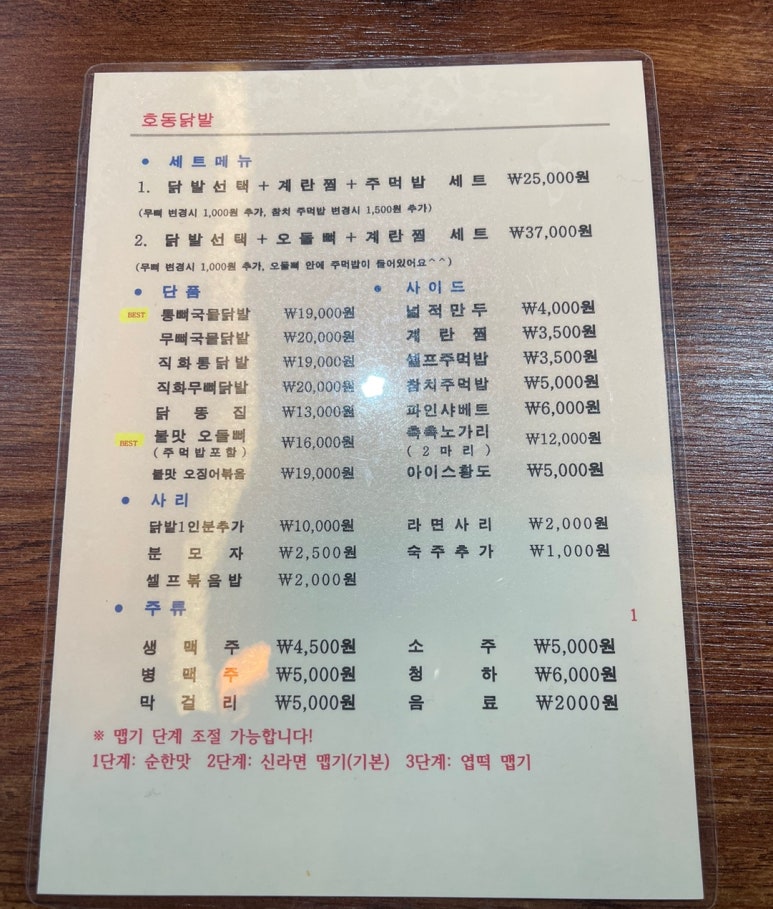 호동닭발
● 세트메뉴
1. 닭발선택+계란찜+주먹밥 세트 ₩25,000원
(무뼈 변경시 1,000원 추가, 참치 주먹밥 변경시 1,500원 추가)
2. 닭발선택+오돌뼈+계란찜 세트 ₩37,000원
(무뼈 변경시 1,000원 추가, 오돌뼈 안에 주먹밥이 들어있어요^^)
● 단품
BEST 통뼈국물닭발 ₩19,000원
무뼈국물닭발 ₩20,000원
직화통닭발 ₩19,000원
직화무뼈닭발 ₩20,000원
닭똥집 ₩13,000원
BEST 불맛 오돌뼈 ₩16,000원
(주먹밥포함)
불맛 오징어볶음 ₩19,000원
● 사이드
넓적만두 ₩4,000원
계란찜 ₩3,500원
셀프주먹밥 ₩3,500원
참치주먹밥 ₩5,000원
파인샤베트 ₩6,000원
촉촉노가리 ₩12,000원
(2마리)
아이스황도 ₩5,000원
● 사리
닭발1인분추가 ₩10,000원 라면사리 ₩2,000원
분모자 ₩2,500원 숙주추가 ₩1,000원
셀프볶음밥 ₩2,000원
● 주류
1
생맥주 ₩4,500원 소주 ₩5,000원
병맥주 ₩5,000원 청하 ₩6,000원
막걸리 ₩5,000원 음료 ₩2000원
※ 맵기 단계 조절 가능합니다!
1단계: 순한맛 2단계: 신라면 맵기(기본) 3단계: 엽떡 맵기